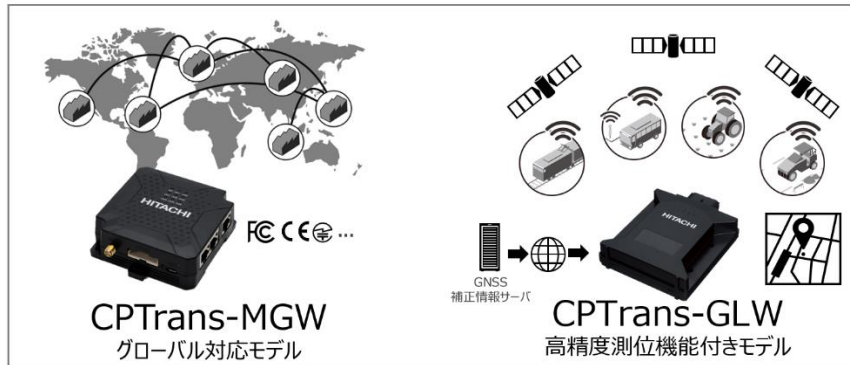 HITACHI
FC CE ...
CPTrans-MGW
グローバル対応モデル
HITACHI
GNSS
補正情報サーバ
CPTrans-GLW
高精度測位機能付きモデル